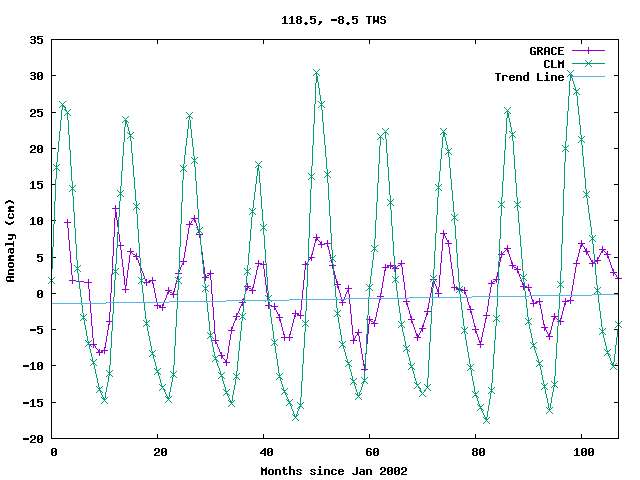 118.5, -8.5 TWS
GRACE
CLM
Trend Line
35
30
25
20
15
10
5
0
-5
-10
-15
-20
Anomaly (cm)
0 20 40 60 80 100
Months since Jan 2002